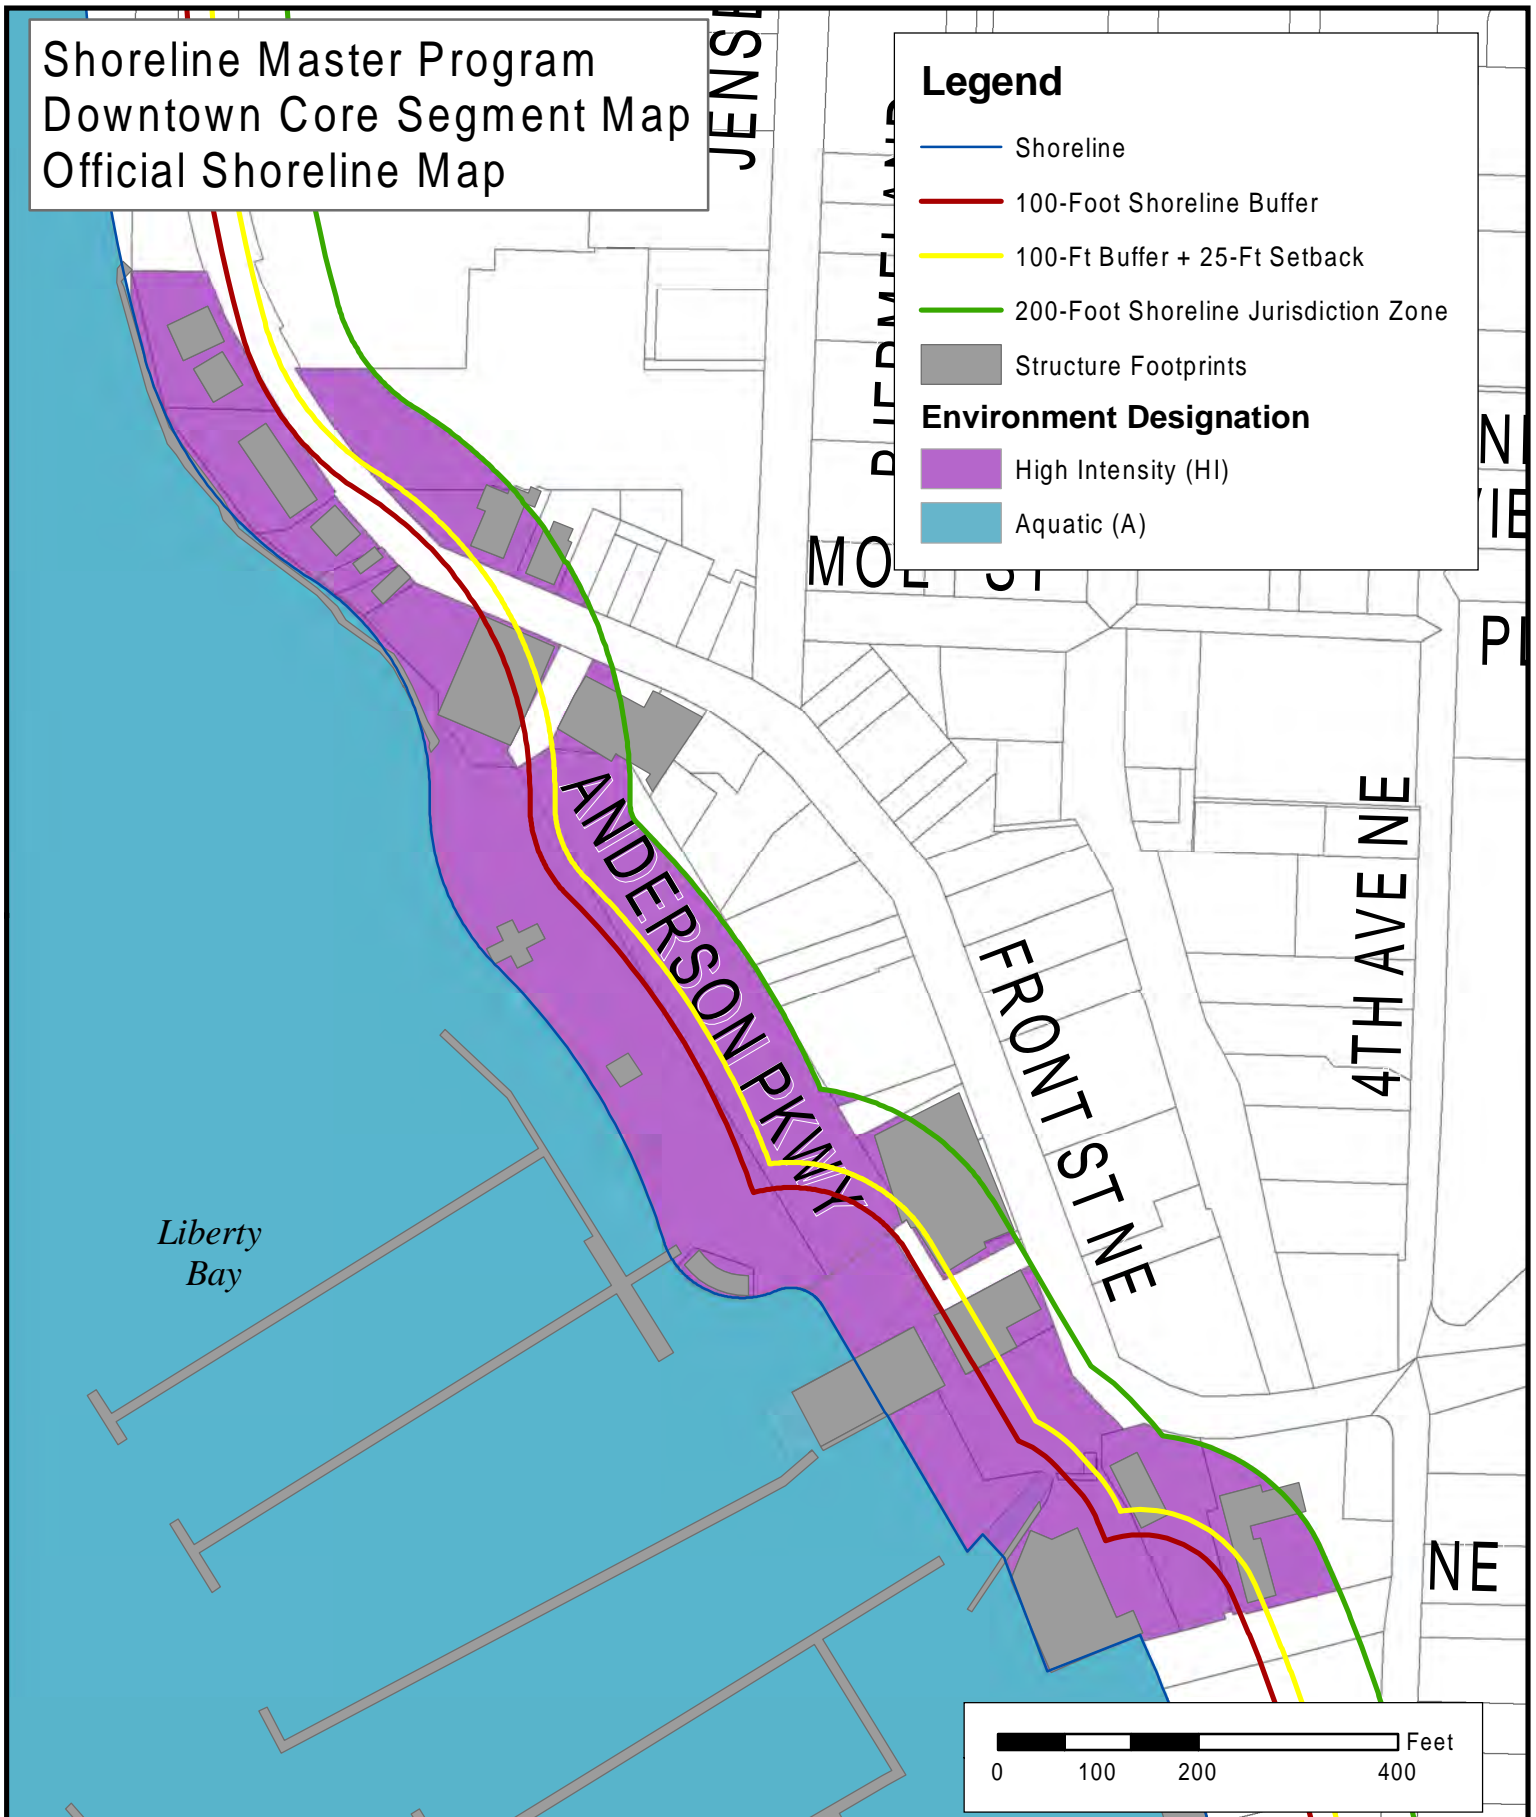 Shoreline Master Program
Downtown Core Segment Map
Official Shoreline Map
Legend
Shoreline
100-Foot Shoreline Buffer
100-Ft Buffer + 25-Ft Setback
200-Foot Shoreline Jurisdiction Zone
Structure Footprints
Environment Designation
High Intensity (HI)
Aquatic (A)
MOE ST
ANDERSON PKWY
FRONT ST NE
4TH AVE NE
Liberty
Bay
NE
Feet
0 100 200 400